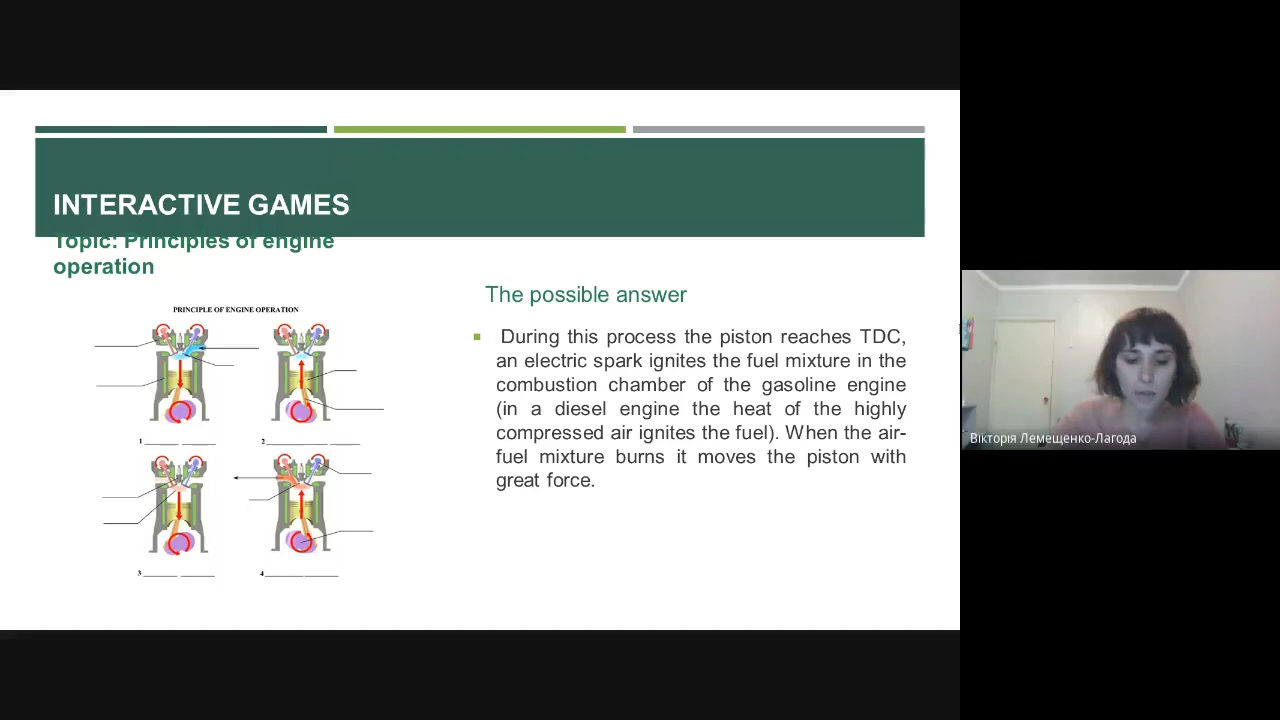 INTERACTIVE GAMES
Topic: Principles of engine
operation
PRINCIPLE OF ENGINE OPERATION
1
2
3
4
The possible answer
During this process the piston reaches TDC,
an electric spark ignites the fuel mixture in the
combustion chamber of the gasoline engine
(in a diesel engine the heat of the highly
compressed air ignites the fuel). When the air-
fuel mixture burns it moves the piston with
great force.
Вікторія Лемещенко-Лагода